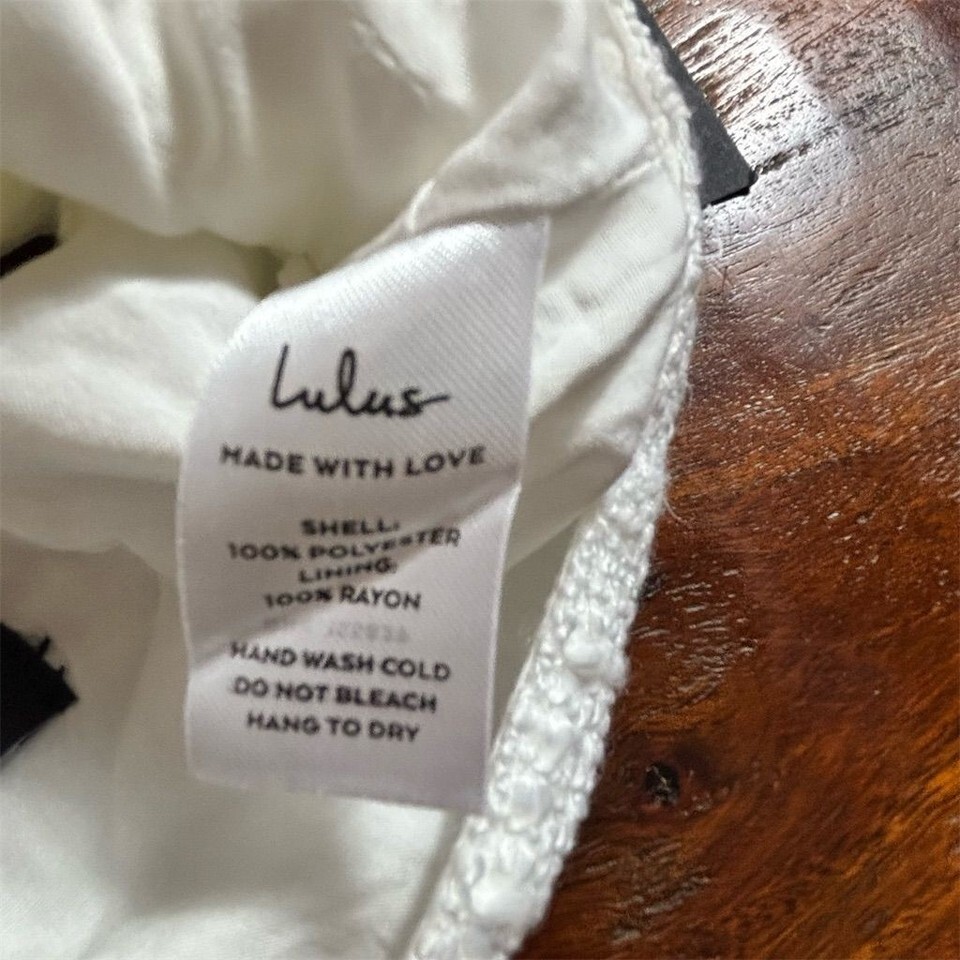 Lulus
MADE WITH LOVE
SHELL:
100% POLYESTER
LINING:
100% RAYON
HAND WASH COLD
DO NOT BLEACH
HANG TO DRY